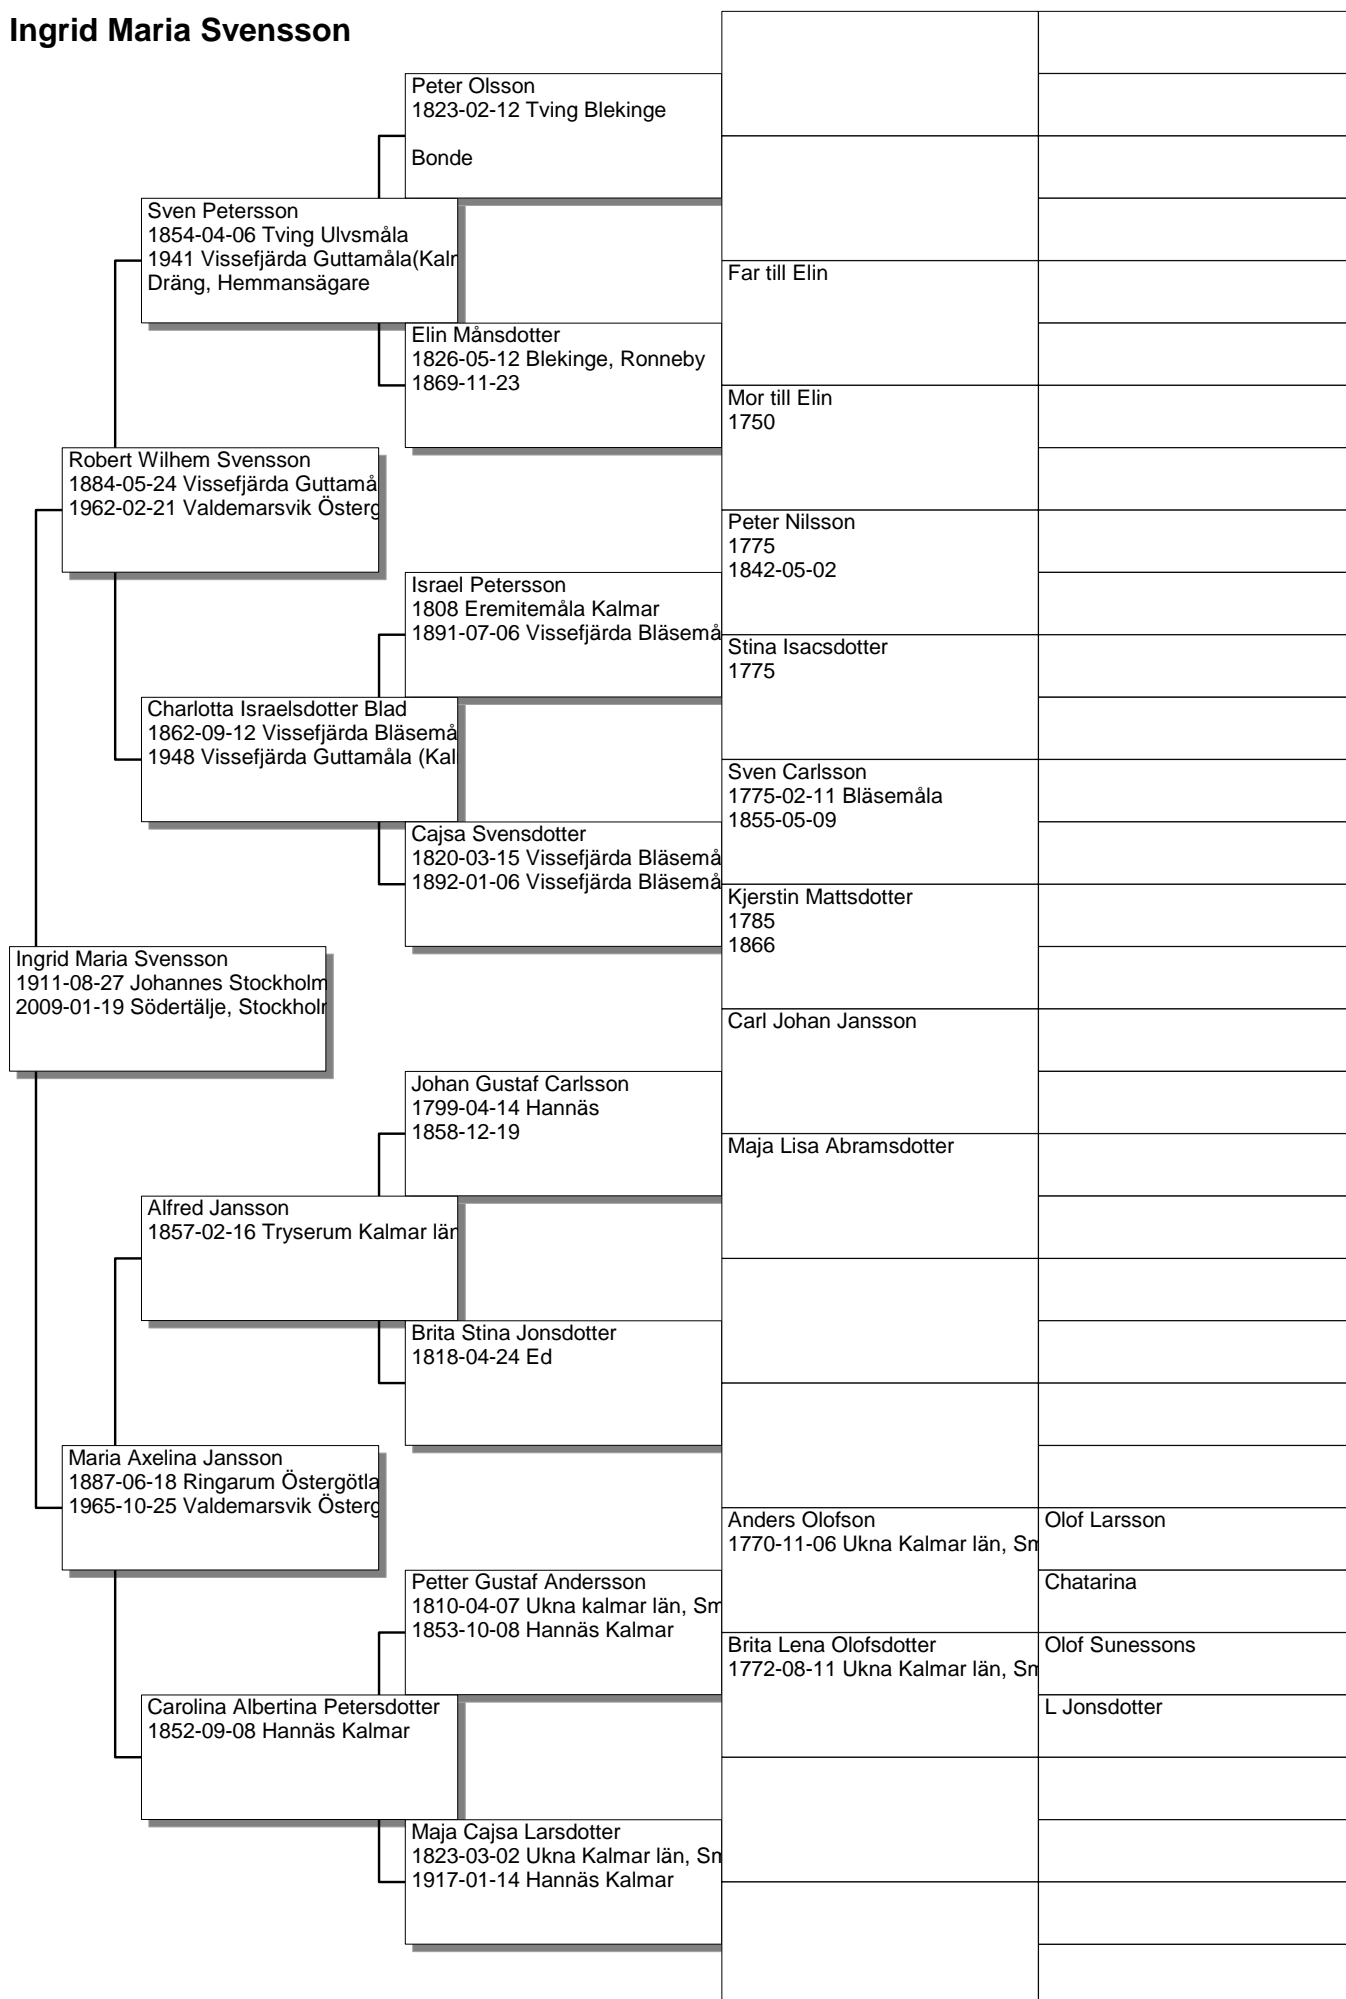 Ingrid Maria Svensson
Peter Olsson
1823-02-12 Tving Blekinge
Bonde
Sven Petersson
1854-04-06 Tving Ulvsmåla
1941 Vissefjärda Guttamåla(Kalm
Dräng, Hemmansägare
Far till Elin
Elin Månsdotter
1826-05-12 Blekinge, Ronneby
1869-11-23
Mor till Elin
1750
Robert Wilhem Svensson
1884-05-24 Vissefjärda Guttamå
1962-02-21 Valdemarsvik Österg
Peter Nilsson
1775
1842-05-02
Israel Petersson
1808 Eremitemåla Kalmar
1891-07-06 Vissefjärda Bläsemå
Stina Isacsdotter
1775
Charlotta Israelsdotter Blad
1862-09-12 Vissefjärda Bläsemå
1948 Vissefjärda Guttamåla (Kal
Sven Carlsson
1775-02-11 Bläsemåla
1855-05-09
Cajsa Svensdotter
1820-03-15 Vissefjärda Bläsemå
1892-01-06 Vissefjärda Bläsemå
Kjerstin Mattsdotter
1785
1866
Ingrid Maria Svensson
1911-08-27 Johannes Stockholm
2009-01-19 Södertälje, Stockholm
Carl Johan Jansson
Johan Gustaf Carlsson
1799-04-14 Hannäs
1858-12-19
Maja Lisa Abramsdotter
Alfred Jansson
1857-02-16 Tryserum Kalmar län
Brita Stina Jonsdotter
1818-04-24 Ed
Maria Axelina Jansson
1887-06-18 Ringarum Östergötla
1965-10-25 Valdemarsvik Österg
Anders Olofson
1770-11-06 Ukna Kalmar län, Sm
Olof Larsson
Chatarina
Petter Gustaf Andersson
1810-04-07 Ukna kalmar län, Sm
1853-10-08 Hannäs Kalmar
Brita Lena Olofsdotter
1772-08-11 Ukna Kalmar län, Sm
Olof Sunessons
L Jonsdotter
Carolina Albertina Petersdotter
1852-09-08 Hannäs Kalmar
Maja Cajsa Larsdotter
1823-03-02 Ukna Kalmar län, Sm
1917-01-14 Hannäs Kalmar